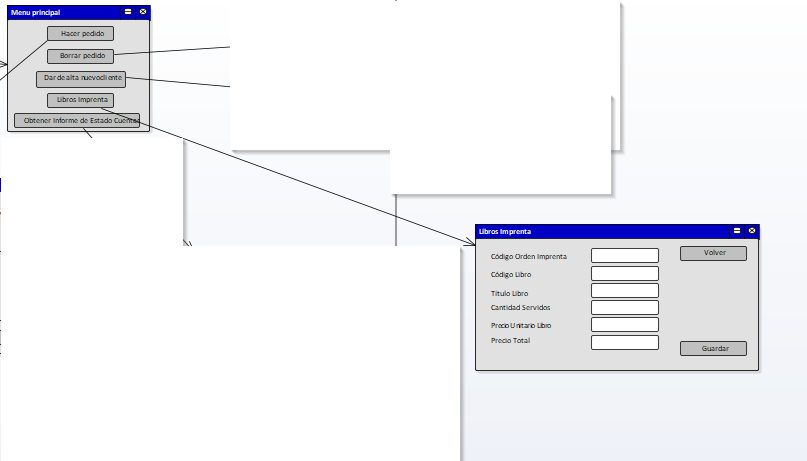 Menu principal
Hacer pedido
Borrar pedido
Dar de alta nuevo cliente
Libros Imprenta
Obtener Informe de Estado Cuentas
Libros Imprenta
Código Orden Imprenta
Volver
Código Libro
Título Libro
Cantidad Servidos
Precio Unitario Libro
Precio Total
Guardar